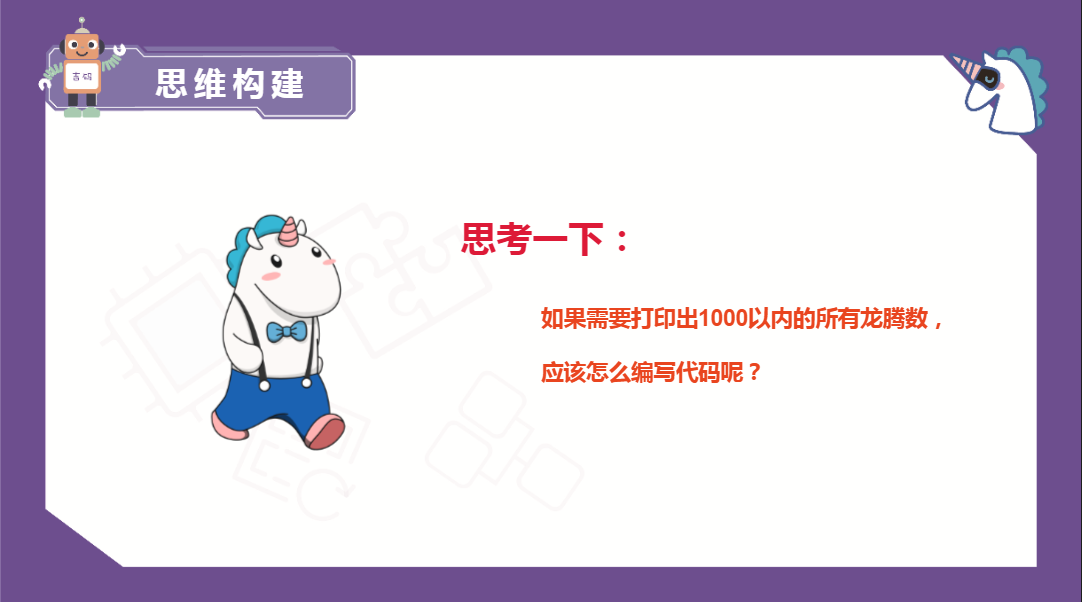 吉码
思维构建
思考一下：
如果需要打印出1000以内的所有龙腾数，
应该怎么编写代码呢？